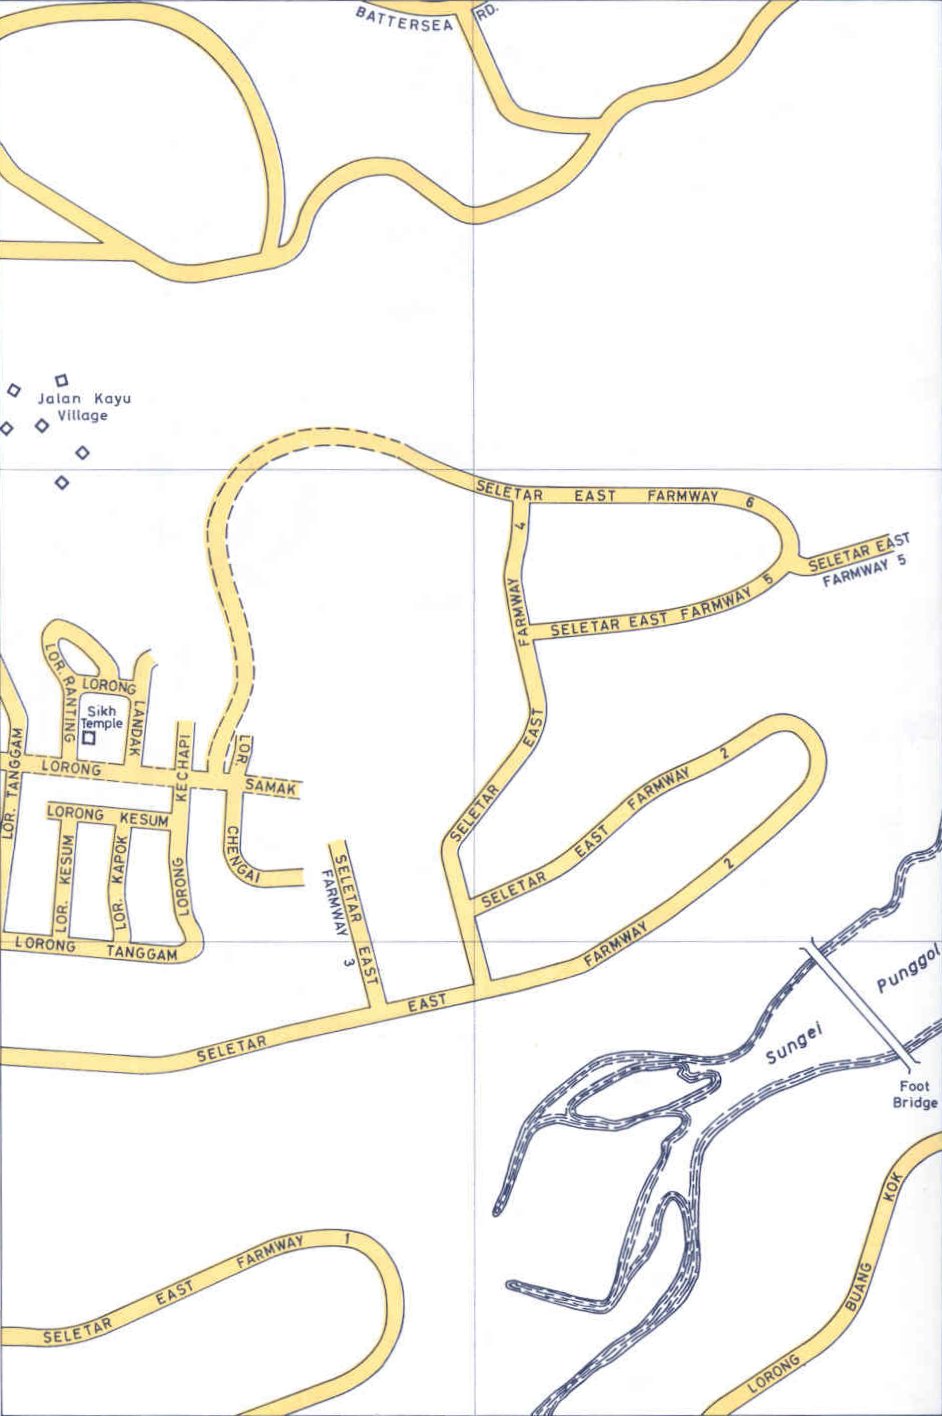 BATTERSEA RD.
Jalan Kayu
Village
SELETAR EAST FARMWAY 6
SELETAR EAST
FARMWAY 5
SELETAR EAST FARMWAY 5
SELETAR EAST FARMWAY 4
LOR. RANTING
LORONG LANDAK
Sikh
Temple
LOR. TANGGAM
LORONG SAMAK
LOR. CHENGAI
LORONG KECHAPI
LORONG KESUM
LOR. KESUM
LOR. KAPOK
LORONG TANGGAM
SELETAR EAST
FARMWAY 3
SELETAR EAST FARMWAY 2
SELETAR EAST FARMWAY 2
Sungei Punggol
Foot
Bridge
SELETAR EAST FARMWAY 1
LORONG BUANG KOK